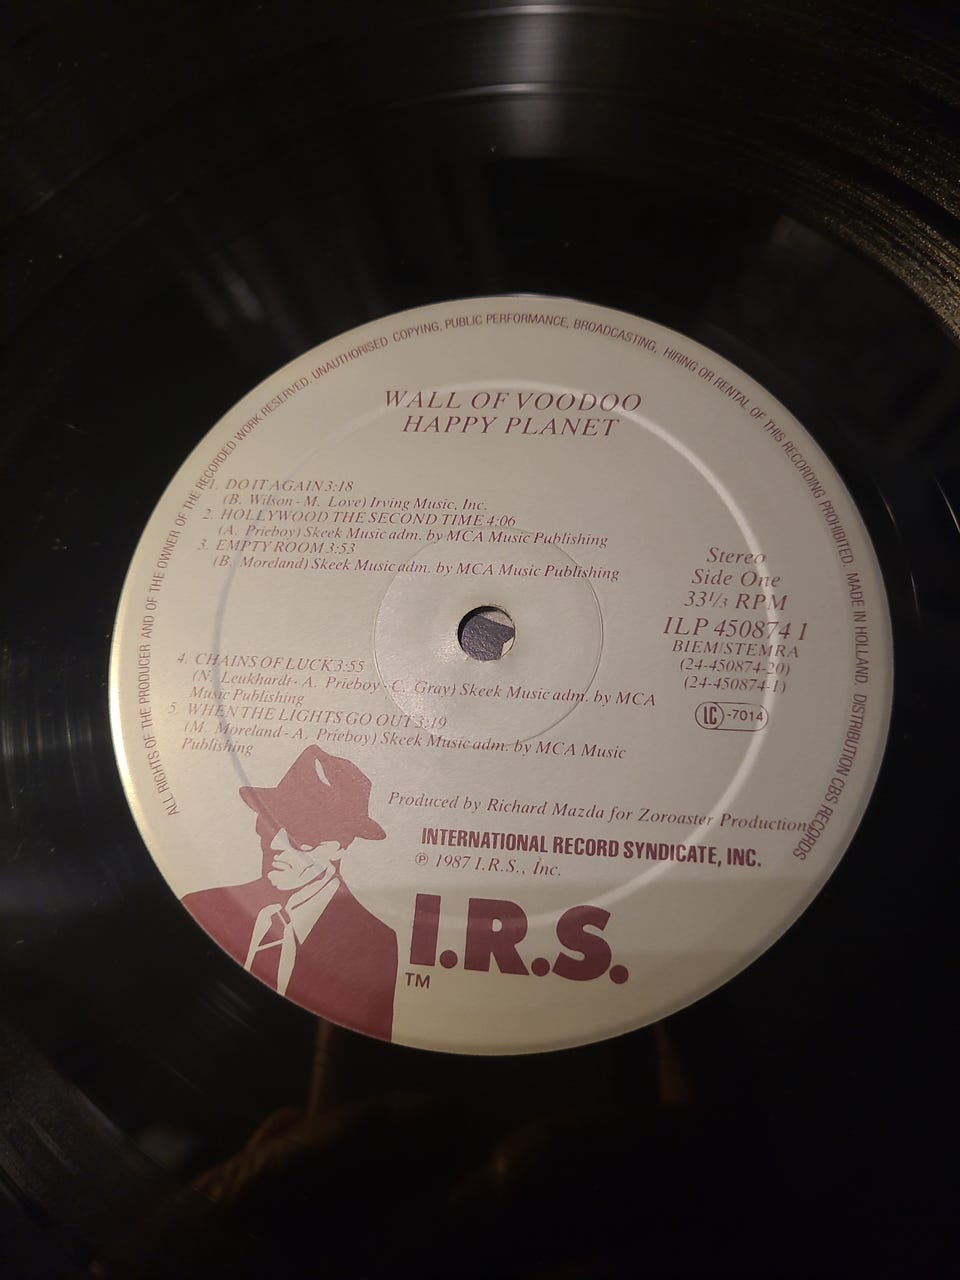 ALL RIGHTS OF THE PRODUCER AND OF THE OWNER OF THE RECORDED WORK RESERVED. UNAUTHORISED COPYING, PUBLIC PERFORMANCE, BROADCASTING, HIRING OR RENTAL OF THIS RECORDING PROHIBITED. MADE IN HOLLAND. DISTRIBUTION CBS RECORDS
WALL OF VOODOO
HAPPY PLANET
1. DO IT AGAIN 3:18
(B. Wilson - M. Love) Irving Music, Inc.
2. HOLLYWOOD THE SECOND TIME 4:06
(A. Prieboy) Skeek Music adm. by MCA Music Publishing
3. EMPTY ROOM 3:53
(B. Moreland) Skeek Music adm. by MCA Music Publishing
Stereo
Side One
33⅓ RPM
ILP 450874 1
BIEM/STEMRA
(24-450874-20)
(24-450874-1)
LC -7014
4. CHAINS OF LUCK 3:55
(N. Leukhardt - A. Prieboy - C. Gray) Skeek Music adm. by MCA
Music Publishing
5. WHEN THE LIGHTS GO OUT 3:19
(M. Moreland - A. Prieboy) Skeek Music adm. by MCA Music
Publishing
Produced by Richard Mazda for Zoroaster Productions
INTERNATIONAL RECORD SYNDICATE, INC.
℗ 1987 I.R.S., Inc.
I.R.S.
TM